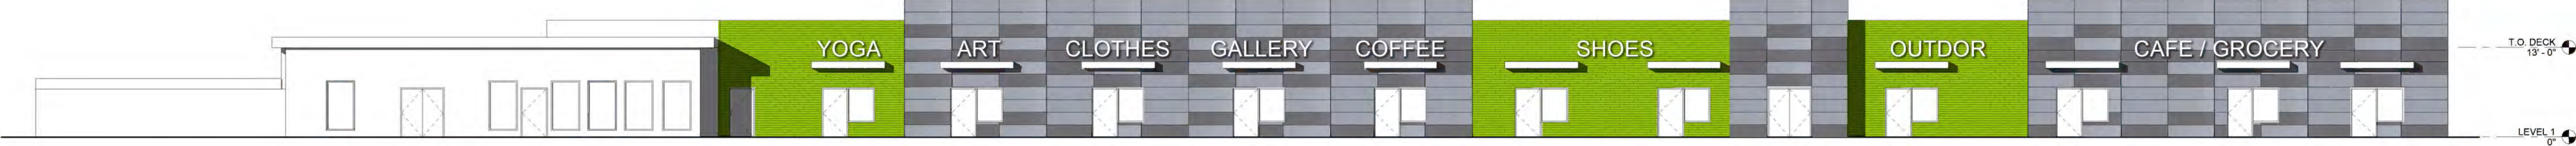 YOGA
ART
CLOTHES
GALLERY
COFFEE
SHOES
OUTDOR
CAFE / GROCERY
T.O. DECK
13' - 0"
LEVEL 1
0"